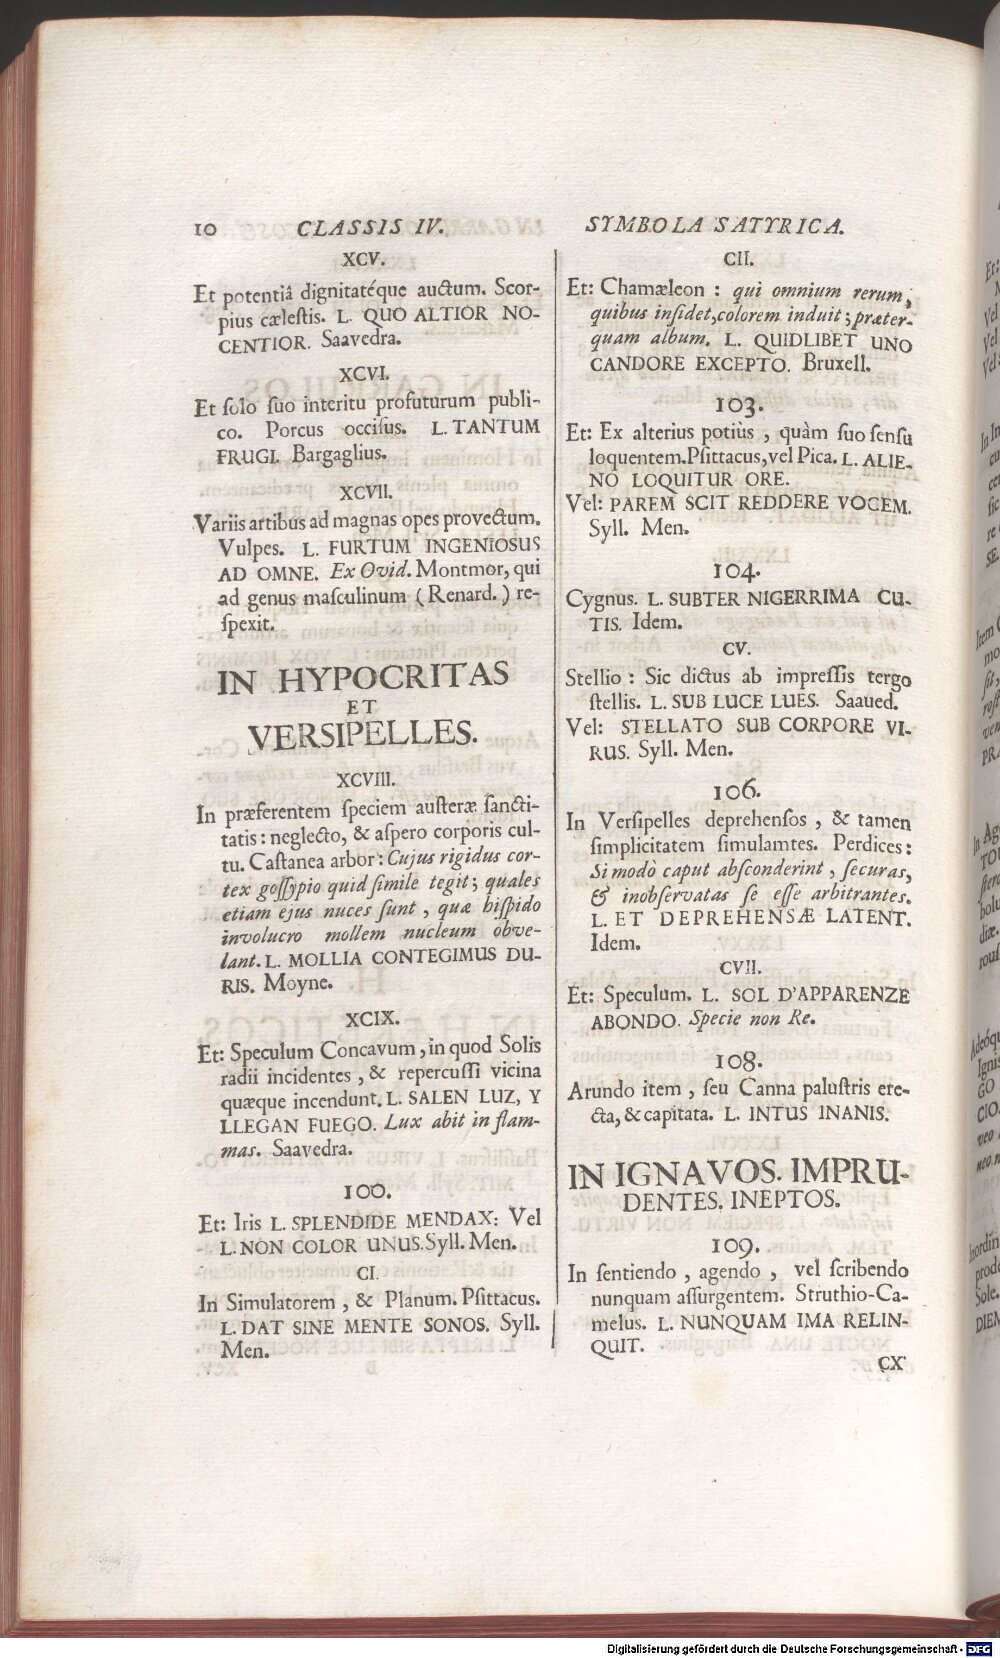 10 CLASSIS IV. SYMBOLA SATYRICA.
XCV.
Et potentiâ dignitatéque auctum. Scor-
pius cælestis. L. QUO ALTIOR NO-
CENTIOR. Saavedra.
XCVI.
Et solo suo interitu profuturum publi-
co. Porcus occisus. L. TANTUM
FRUGI. Bargaglius.
XCVII.
Variis artibus ad magnas opes provectum.
Vulpes. L. FURTUM INGENIOSUS
AD OMNE. Ex Ovid. Montmor, qui
ad genus masculinum (Renard.) re-
spexit.
IN HYPOCRITAS
ET
VERSIPELLES.
XCVIII.
In præferentem speciem austeræ sancti-
tatis: neglecto, & aspero corporis cul-
tu. Castanea arbor: Cujus rigidus cor-
tex gossypio quid simile tegit; quales
etiam ejus nuces sunt, quæ hispido
involucro mollem nucleum obve-
lant. L. MOLLIA CONTEGIMUS DU-
RIS. Moyne.
XCIX.
Et: Speculum Concavum, in quod Solis
radii incidentes, & repercussi vicina
quæque incendunt. L. SALEN LUZ, Y
LLEGAN FUEGO. Lux abit in flam-
mas. Saavedra.
100.
Et: Iris L. SPLENDIDE MENDAX: Vel
L. NON COLOR UNUS. Syll. Men.
CI.
In Simulatorem, & Planum. Psittacus.
L. DAT SINE MENTE SONOS. Syll.
Men.
CII.
Et: Chamæleon: qui omnium rerum,
quibus insidet, colorem induit; præter-
quam album. L. QUIDLIBET UNO
CANDORE EXCEPTO. Bruxell.
103.
Et: Ex alterius potiùs, quàm suo sensu
loquentem. Psittacus, vel Pica. L. ALIE-
NO LOQUITUR ORE.
Vel: PAREM SCIT REDDERE VOCEM.
Syll. Men.
104.
Cygnus. L. SUBTER NIGERRIMA CU-
TIS. Idem.
CV.
Stellio: Sic dictus ab impressis tergo
stellis. L. SUB LUCE LUES. Saaued.
Vel: STELLATO SUB CORPORE VI-
RUS. Syll. Men.
106.
In Versipelles deprehensos, & tamen
simplicitatem simulamtes. Perdices:
Si modò caput absconderint, securas,
& inobservatas se esse arbitrantes.
L. ET DEPREHENSÆ LATENT.
Idem.
CVII.
Et: Speculum. L. SOL D'APPARENZE
ABONDO. Specie non Re.
108.
Arundo item, seu Canna palustris ere-
cta, & capitata. L. INTUS INANIS.
IN IGNAVOS. IMPRU-
DENTES. INEPTOS.
109.
In sentiendo, agendo, vel scribendo
nunquam assurgentem. Struthio-Ca-
melus. L. NUNQUAM IMA RELIN-
QUIT.
CX
Digitalisierung gefördert durch die Deutsche Forschungsgemeinschaft - DFG